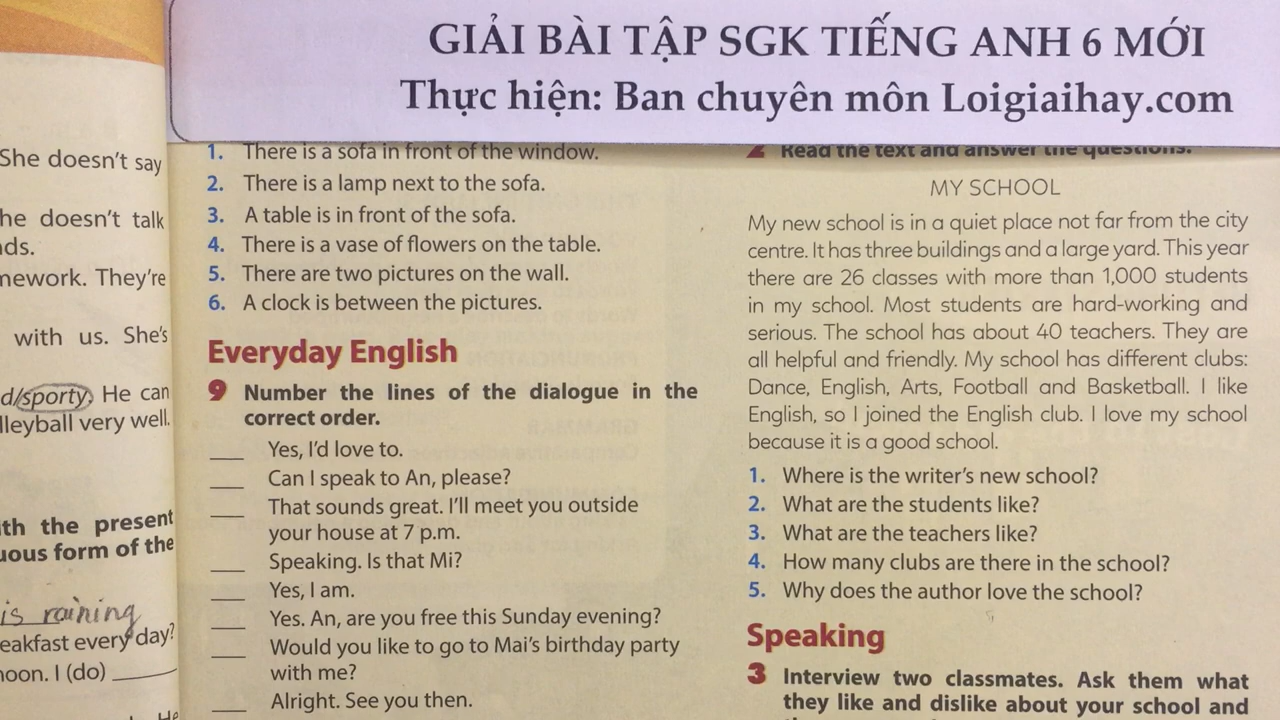 GIẢI BÀI TẬP SGK TIẾNG ANH 6 MỚI
Thực hiện: Ban chuyên môn Loigiaihay.com
She doesn't say
he doesn't talk
nds.
mework. They're
with us. She's
d/sporty. He can
lleyball very well.
ith the present
uous form of the
is raining
eakfast every day?
noon. I (do) ______
He
1. There is a sofa in front of the window.
2. There is a lamp next to the sofa.
3. A table is in front of the sofa.
4. There is a vase of flowers on the table.
5. There are two pictures on the wall.
6. A clock is between the pictures.
Everyday English
9 Number the lines of the dialogue in the
correct order.
___ Yes, I'd love to.
___ Can I speak to An, please?
___ That sounds great. I'll meet you outside
your house at 7 p.m.
___ Speaking. Is that Mi?
___ Yes, I am.
___ Yes. An, are you free this Sunday evening?
___ Would you like to go to Mai's birthday party
with me?
___ Alright. See you then.
2 Read the text and answer the questions.
MY SCHOOL
My new school is in a quiet place not far from the city
centre. It has three buildings and a large yard. This year
there are 26 classes with more than 1,000 students
in my school. Most students are hard-working and
serious. The school has about 40 teachers. They are
all helpful and friendly. My school has different clubs:
Dance, English, Arts, Football and Basketball. I like
English, so I joined the English club. I love my school
because it is a good school.
1. Where is the writer's new school?
2. What are the students like?
3. What are the teachers like?
4. How many clubs are there in the school?
5. Why does the author love the school?
Speaking
3 Interview two classmates. Ask them what
they like and dislike about your school and